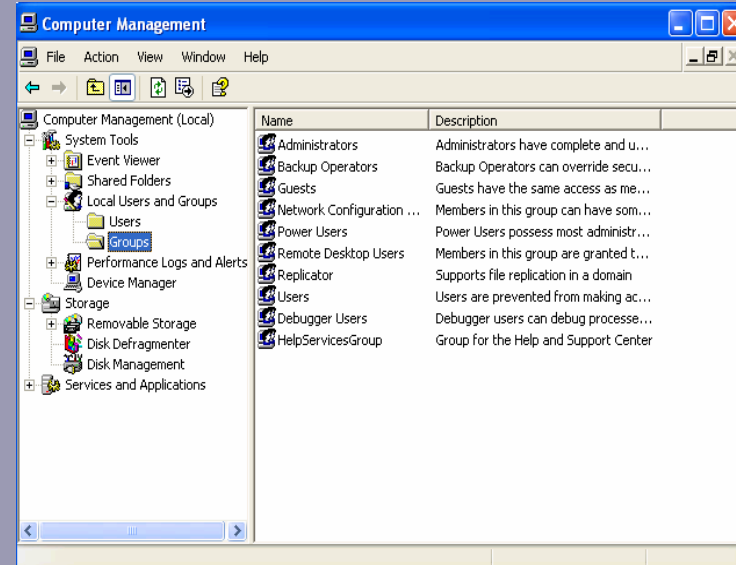 Computer Management
File Action View Window Help
Computer Management (Local)
System Tools
Event Viewer
Shared Folders
Local Users and Groups
Users
Groups
Performance Logs and Alerts
Device Manager
Storage
Removable Storage
Disk Defragmenter
Disk Management
Services and Applications
Name Description
Administrators Administrators have complete and u...
Backup Operators Backup Operators can override secu...
Guests Guests have the same access as me...
Network Configuration ... Members in this group can have som...
Power Users Power Users possess most administr...
Remote Desktop Users Members in this group are granted t...
Replicator Supports file replication in a domain
Users Users are prevented from making ac...
Debugger Users Debugger users can debug processe...
HelpServicesGroup Group for the Help and Support Center